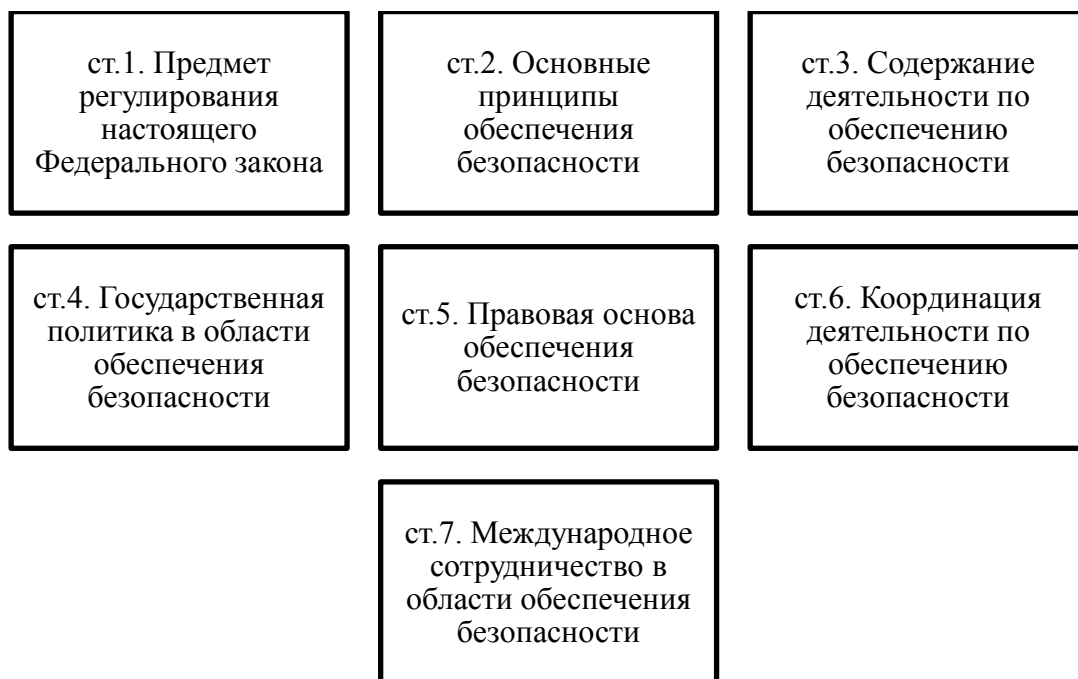 ст.1. Предмет
регулирования
настоящего
Федерального закона
ст.2. Основные
принципы
обеспечения
безопасности
ст.3. Содержание
деятельности по
обеспечению
безопасности
ст.4. Государственная
политика в области
обеспечения
безопасности
ст.5. Правовая основа
обеспечения
безопасности
ст.6. Координация
деятельности по
обеспечению
безопасности
ст.7. Международное
сотрудничество в
области обеспечения
безопасности